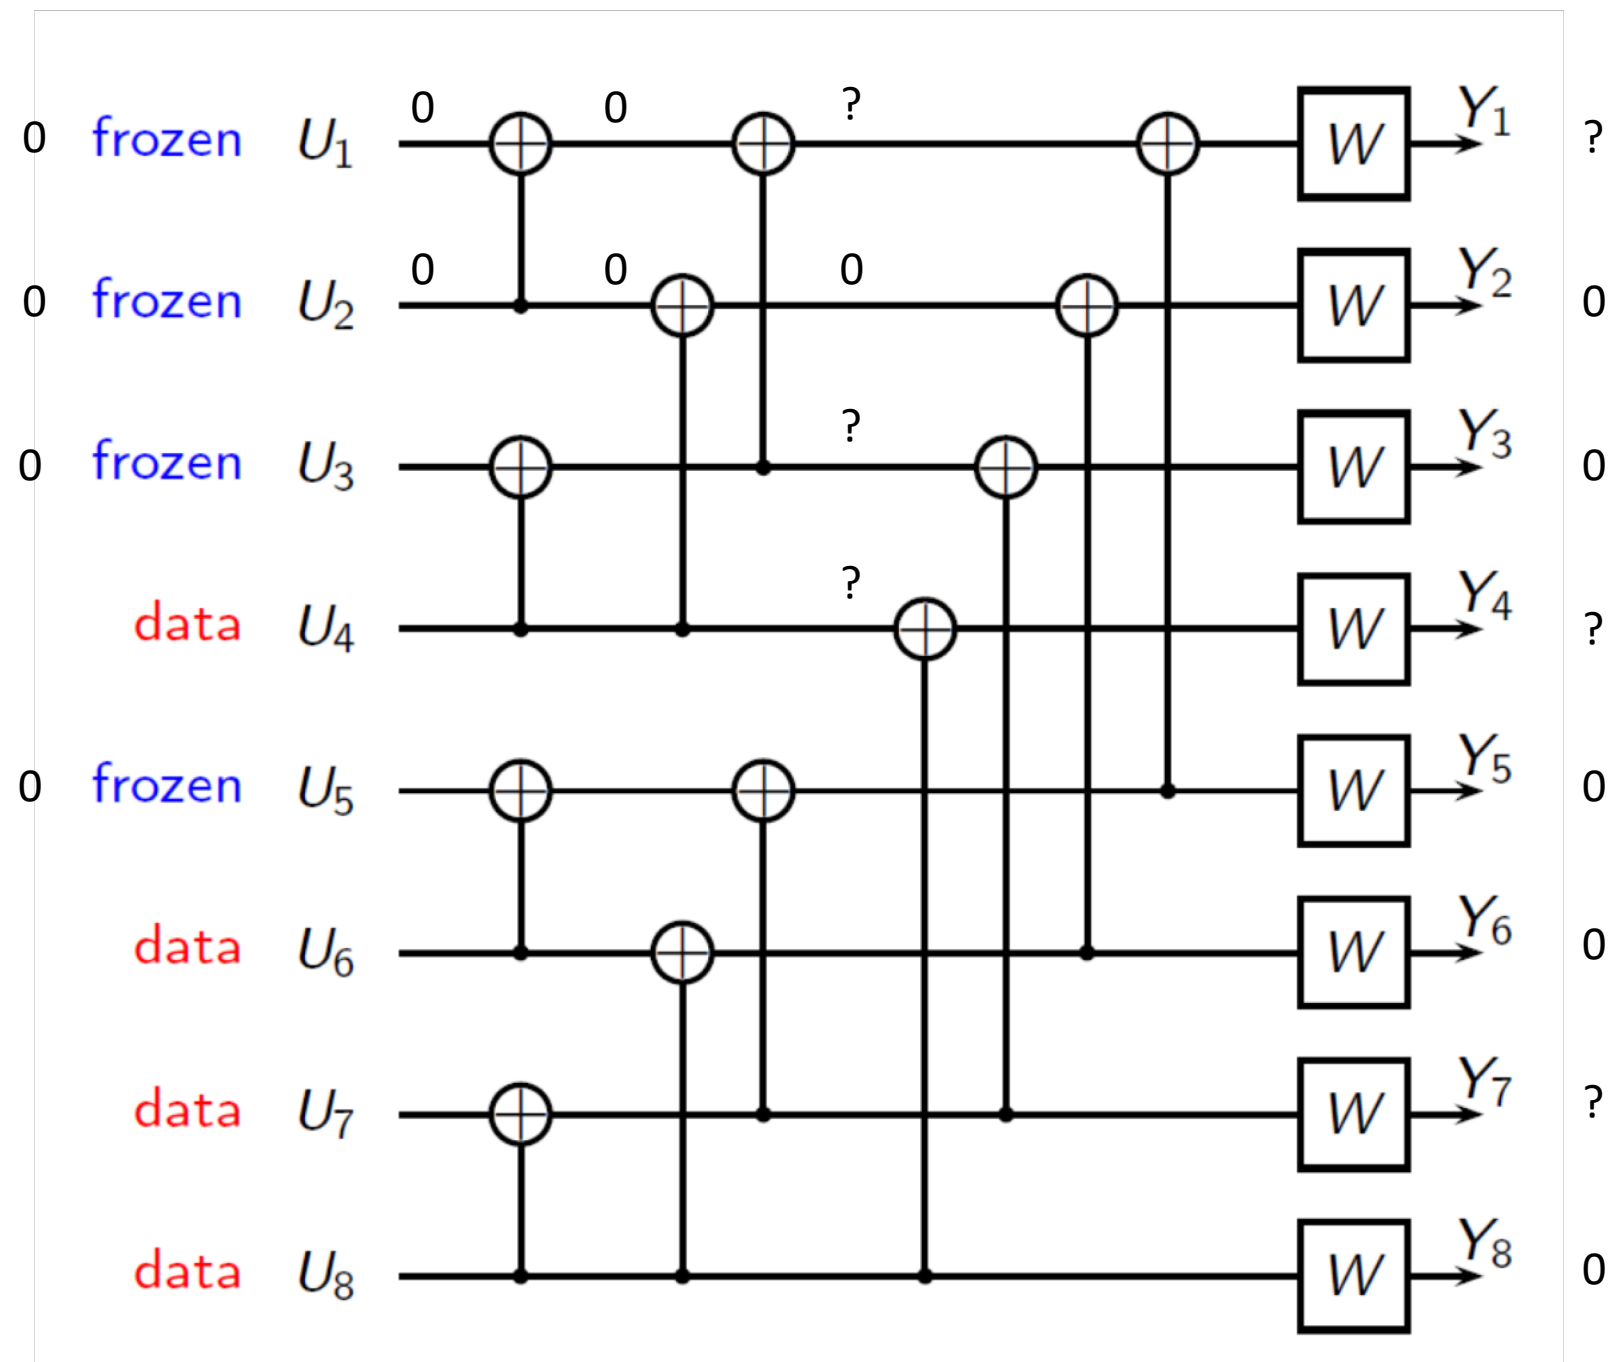 0 0 ?
0 frozen U₁ W Y₁ ?
0 0 0
0 frozen U₂ W Y₂ 0
?
0 frozen U₃ W Y₃ 0
?
data U₄ W Y₄ ?
0 frozen U₅ W Y₅ 0
data U₆ W Y₆ 0
data U₇ W Y₇ ?
data U₈ W Y₈ 0